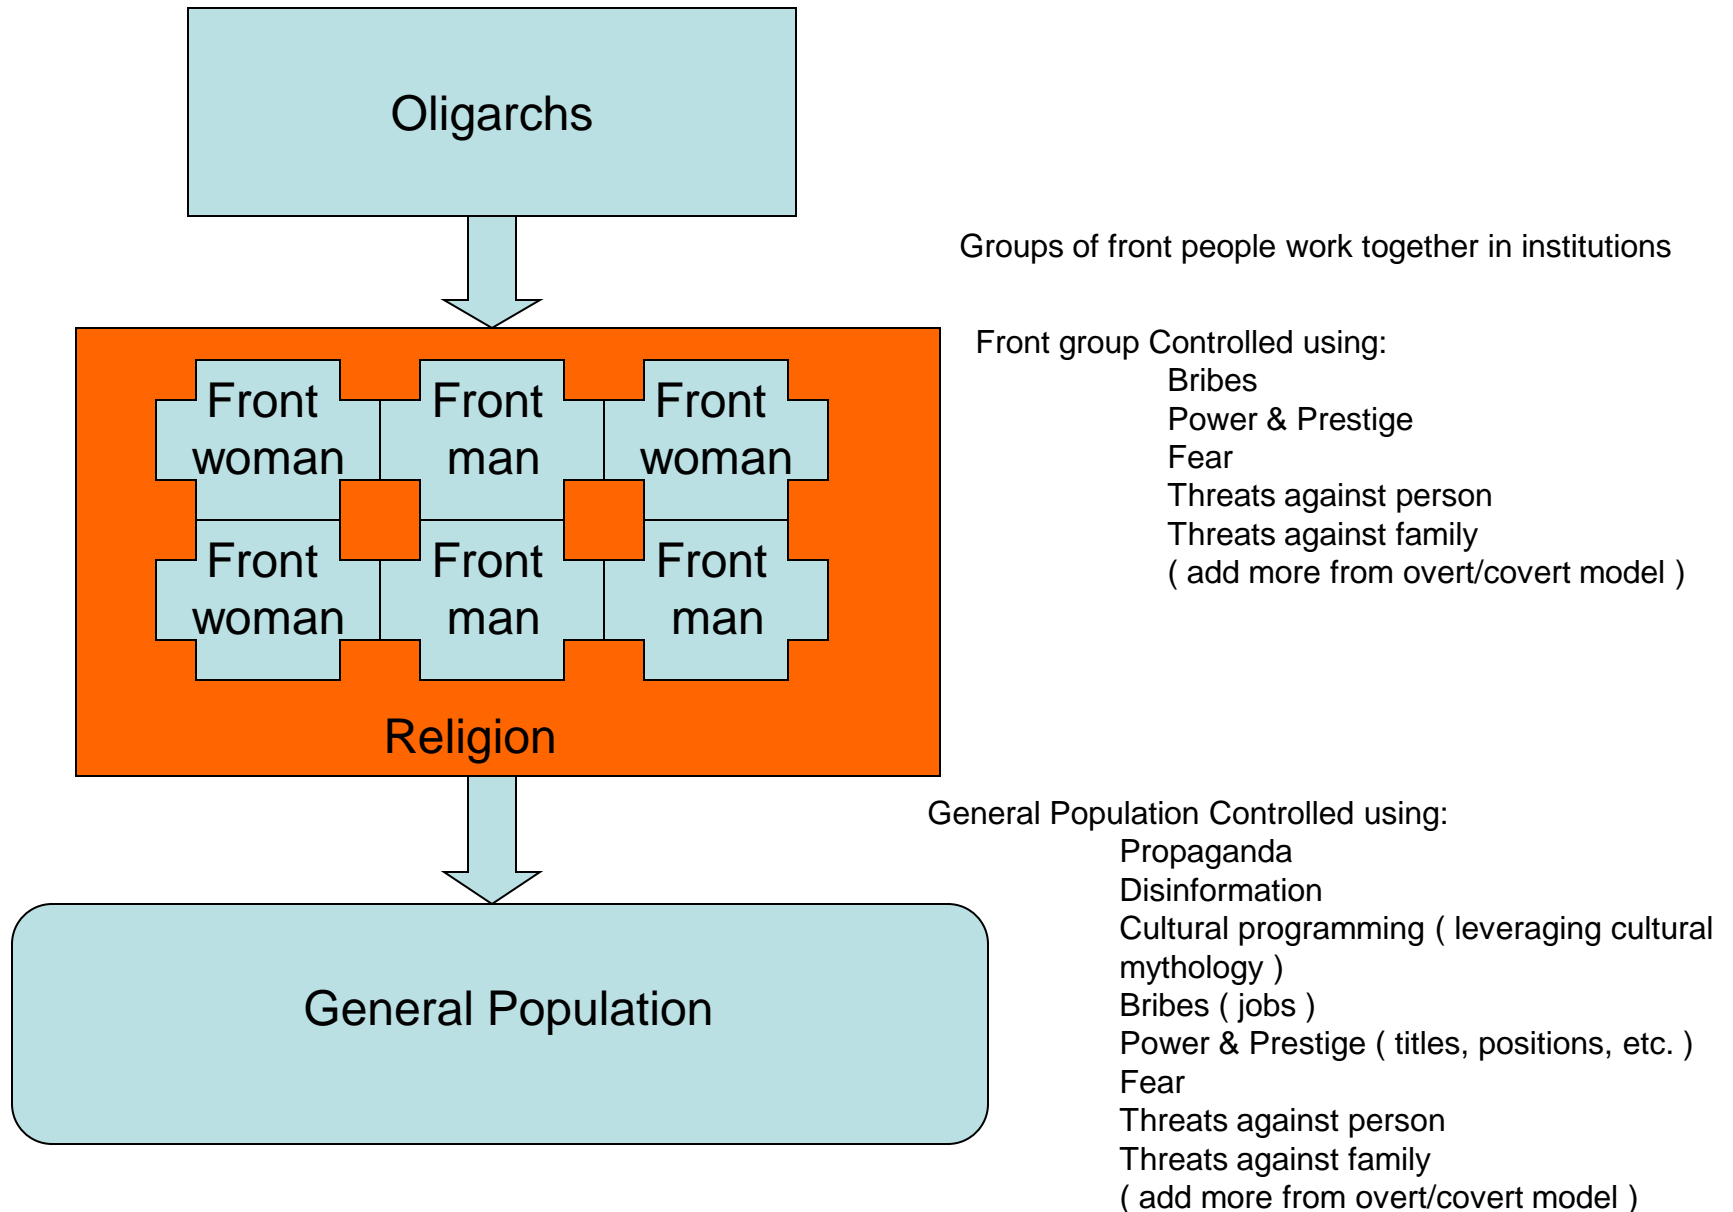 Oligarchs
Groups of front people work together in institutions
Front group Controlled using:
Bribes
Power & Prestige
Fear
Threats against person
Threats against family
( add more from overt/covert model )
Front
woman
Front
man
Front
woman
Front
woman
Front
man
Front
man
Religion
General Population Controlled using:
Propaganda
Disinformation
Cultural programming ( leveraging cultural
mythology )
Bribes ( jobs )
Power & Prestige ( titles, positions, etc. )
Fear
Threats against person
Threats against family
( add more from overt/covert model )
General Population